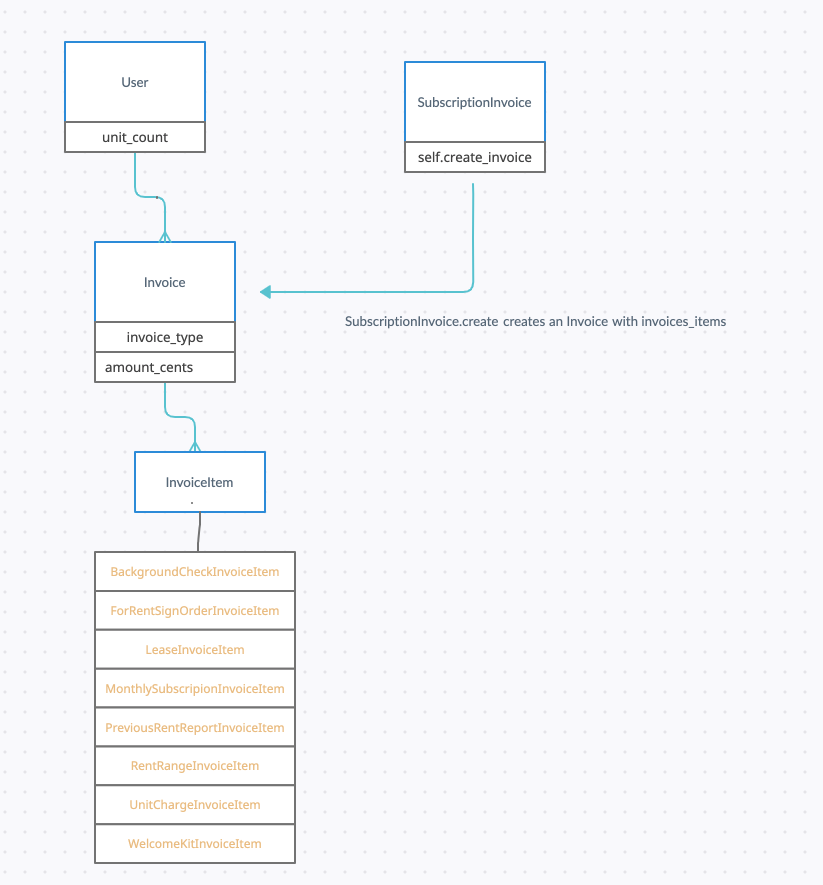 User
unit_count
SubscriptionInvoice
self.create_invoice
Invoice
invoice_type
amount_cents
SubscriptionInvoice.create creates an Invoice with invoices_items
InvoiceItem
.
BackgroundCheckInvoiceItem
ForRentSignOrderInvoiceItem
LeaseInvoiceItem
MonthlySubscripionInvoiceItem
PreviousRentReportInvoiceItem
RentRangeInvoiceItem
UnitChargeInvoiceItem
WelcomeKitInvoiceItem